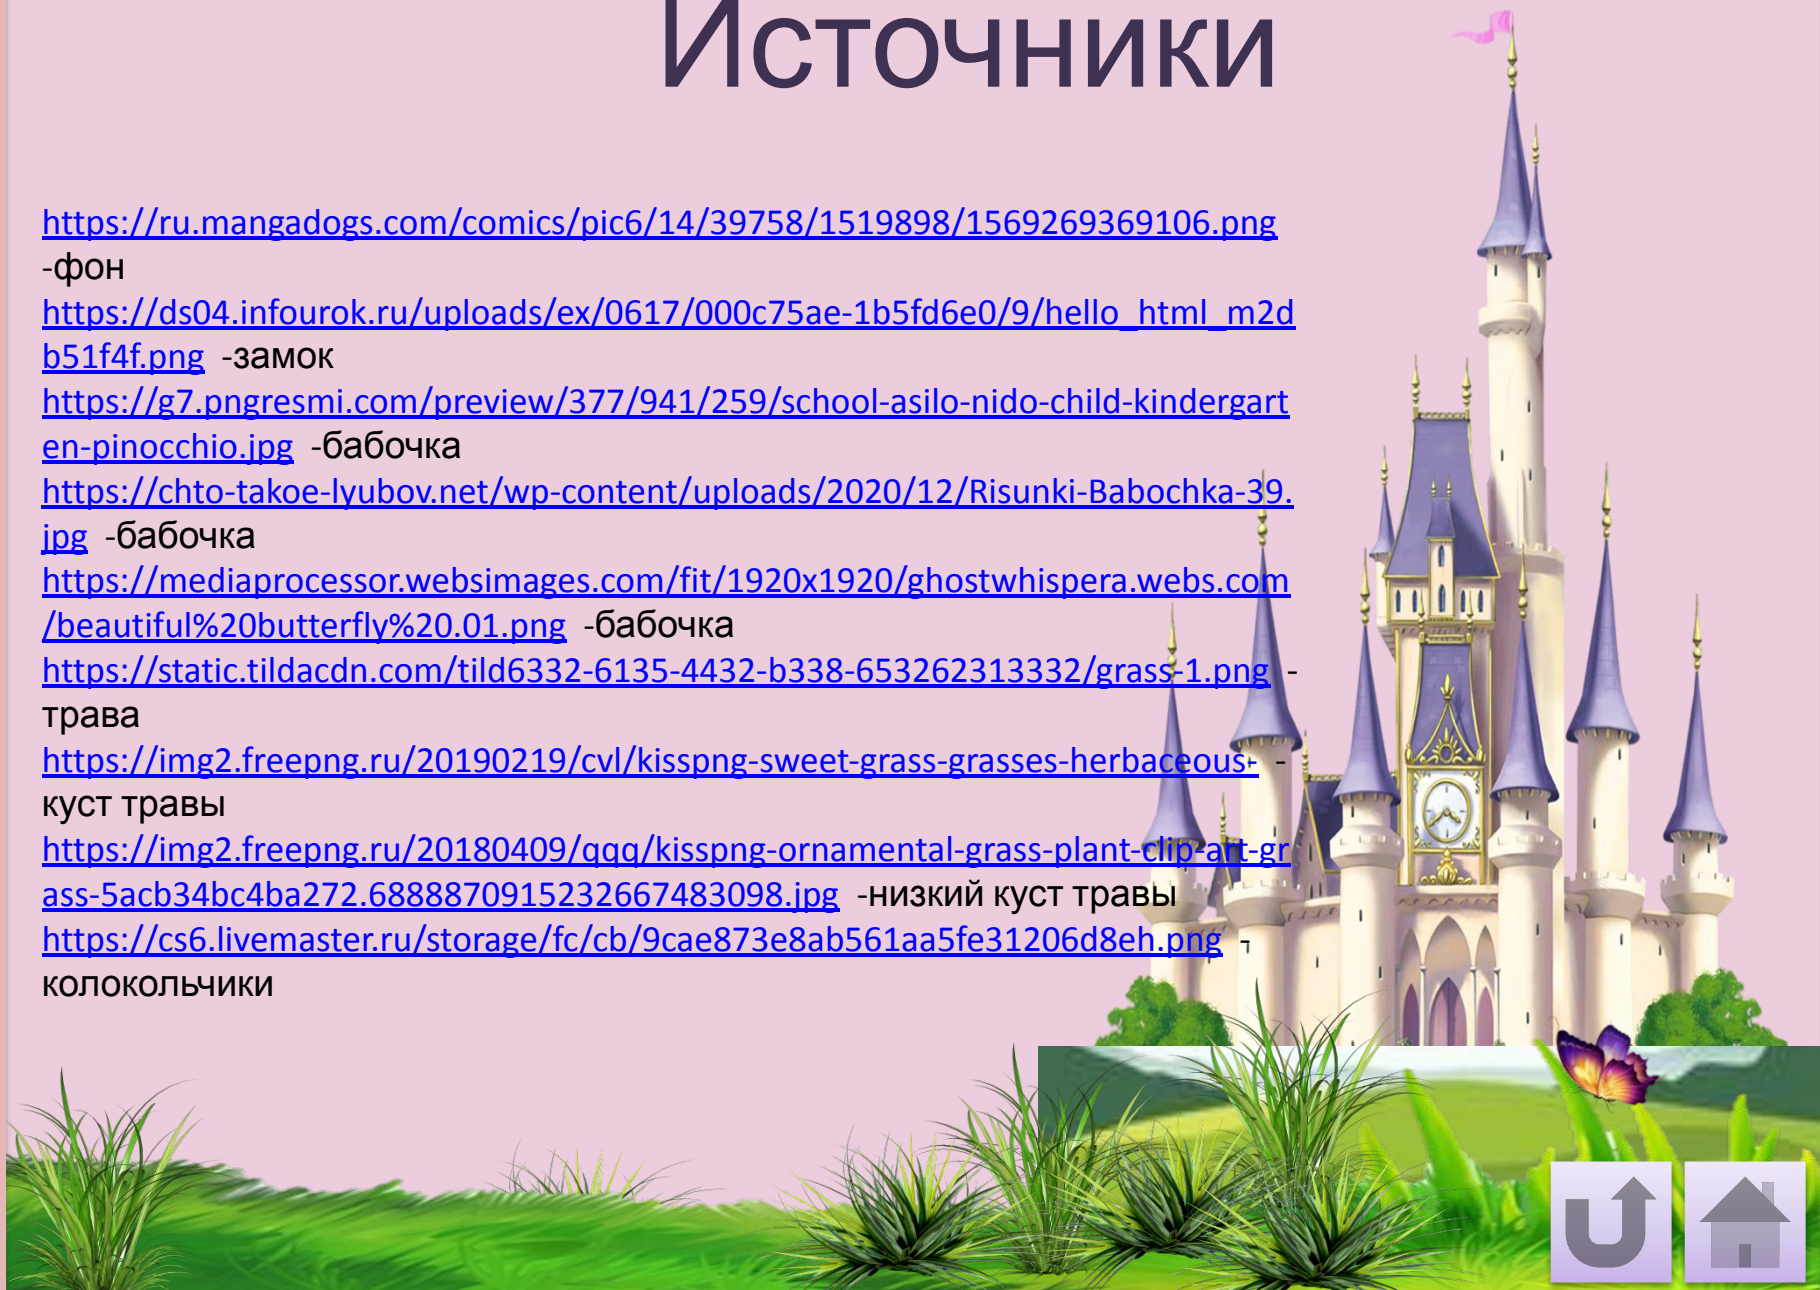 Источники
https://ru.mangadogs.com/comics/pic6/14/39758/1519898/1569269369106.png
-фон
https://ds04.infourok.ru/uploads/ex/0617/000c75ae-1b5fd6e0/9/hello_html_m2d
b51f4f.png -замок
https://g7.pngresmi.com/preview/377/941/259/school-asilo-nido-child-kindergart
en-pinocchio.jpg -бабочка
https://chto-takoe-lyubov.net/wp-content/uploads/2020/12/Risunki-Babochka-39.
jpg -бабочка
https://mediaprocessor.websimages.com/fit/1920x1920/ghostwhispera.webs.com
/beautiful%20butterfly%20.01.png -бабочка
https://static.tildacdn.com/tild6332-6135-4432-b338-653262313332/grass-1.png -
трава
https://img2.freepng.ru/20190219/cvl/kisspng-sweet-grass-grasses-herbaceous- -
куст травы
https://img2.freepng.ru/20180409/qqq/kisspng-ornamental-grass-plant-clip-art-gr
ass-5acb34bc4ba272.6888870915232667483098.jpg -низкий куст травы
https://cs6.livemaster.ru/storage/fc/cb/9cae873e8ab561aa5fe31206d8eh.png -
колокольчики